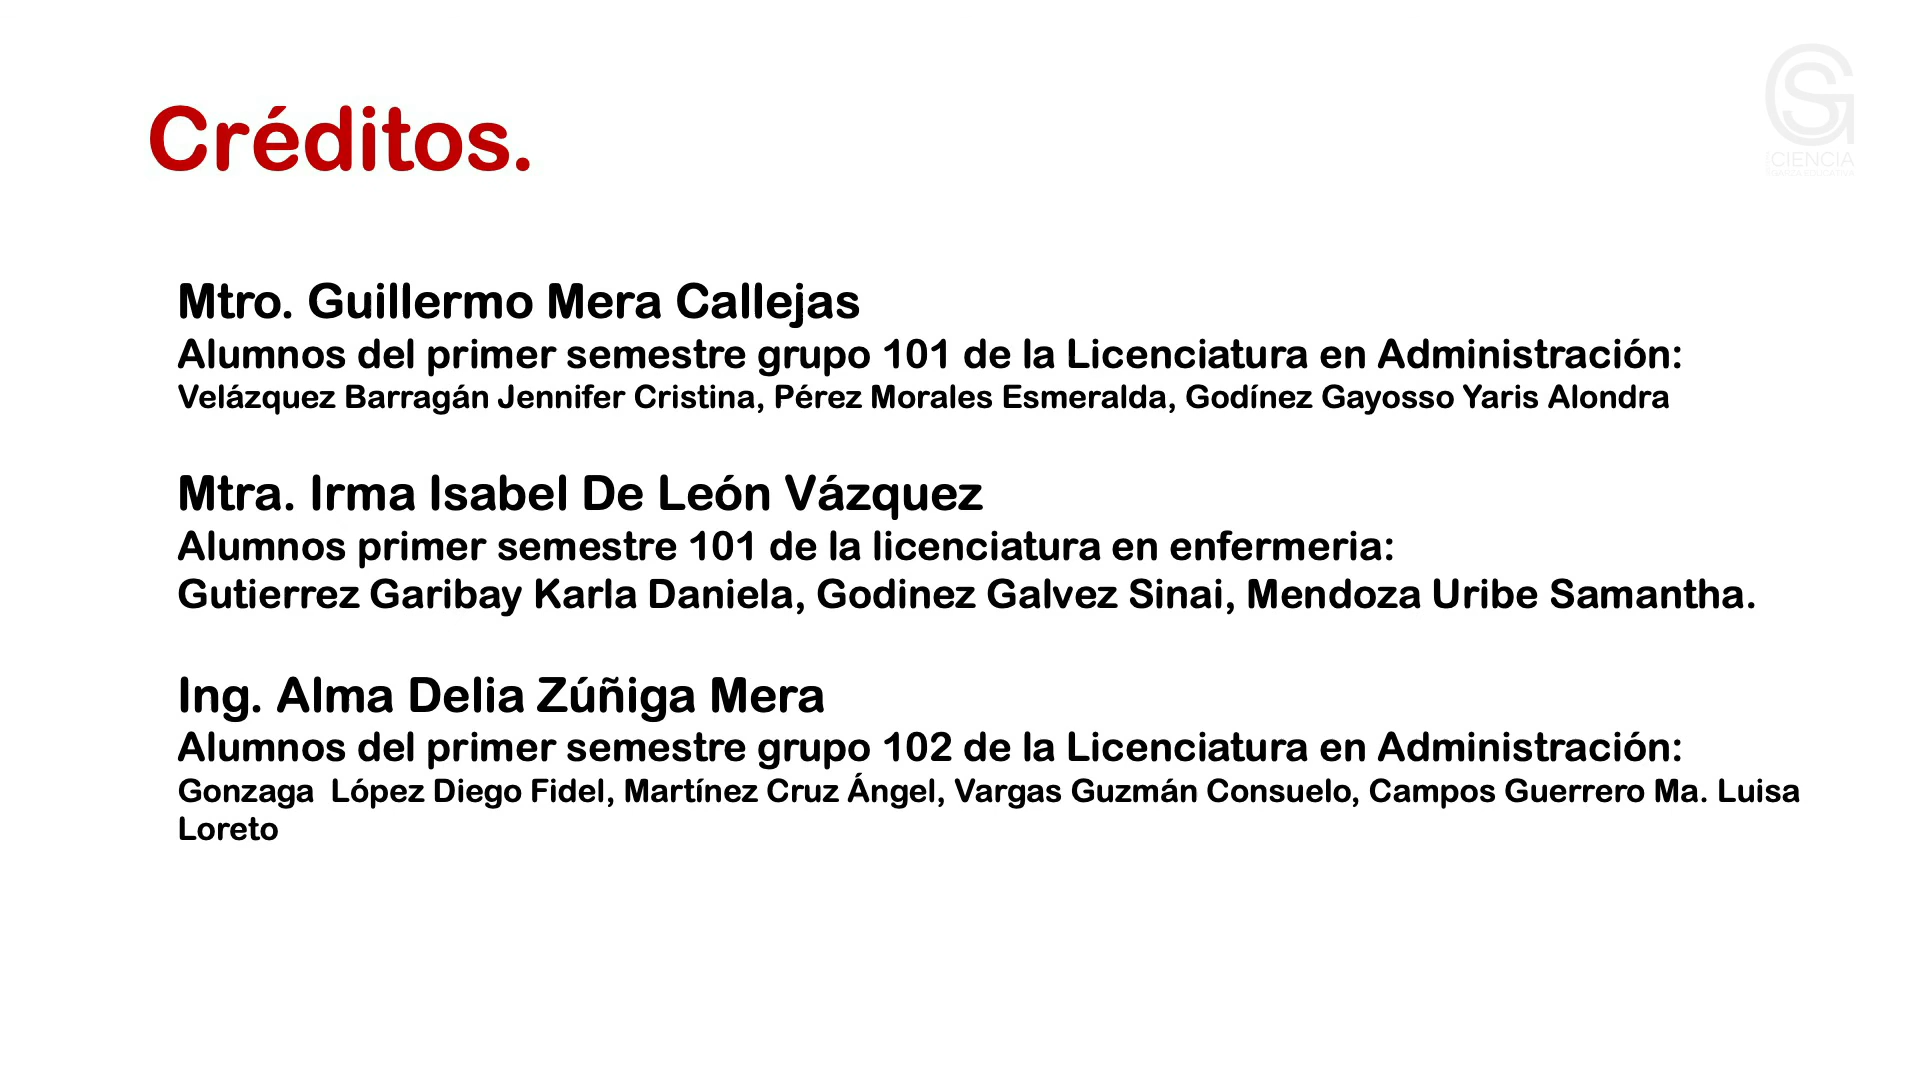 Créditos.
CIENCIA
Mtro. Guillermo Mera Callejas
Alumnos del primer semestre grupo 101 de la Licenciatura en Administración:
Velázquez Barragán Jennifer Cristina, Pérez Morales Esmeralda, Godínez Gayosso Yaris Alondra
Mtra. Irma Isabel De León Vázquez
Alumnos primer semestre 101 de la licenciatura en enfermeria:
Gutierrez Garibay Karla Daniela, Godinez Galvez Sinai, Mendoza Uribe Samantha.
Ing. Alma Delia Zúñiga Mera
Alumnos del primer semestre grupo 102 de la Licenciatura en Administración:
Gonzaga  López Diego Fidel, Martínez Cruz Ángel, Vargas Guzmán Consuelo, Campos Guerrero Ma. Luisa
Loreto